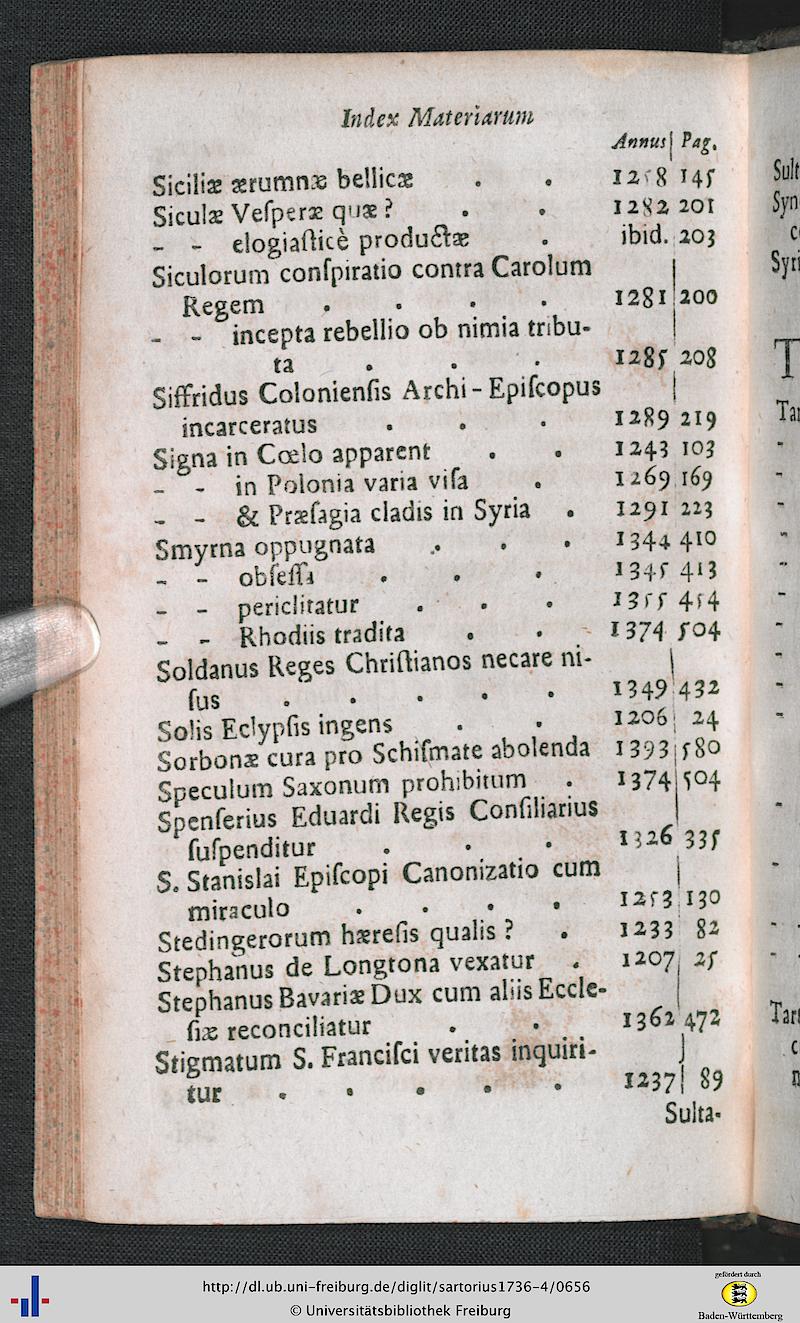 Index Materiarum
Annus | Pag.
Siciliæ ærumnæ bellicæ . . 1258 145
Siculæ Veſperæ quæ ? . . 1282 201
- - elogiaſticè productæ . ibid. 203
Siculorum conſpiratio contra Carolum
Regem . . . . 1281 200
- - incepta rebellio ob nimia tribu-
ta . . . 1285 208
Siffridus Colonienſis Archi-Epiſcopus
incarceratus . . . 1289 219
Signa in Cœlo apparent . . 1243 103
- - in Polonia varia viſa . 1269 169
- - & Præſagia cladis in Syria . 1291 223
Smyrna oppugnata . . . 1344 410
- - obſeſſa . . . 1345 413
- - periclitatur . . . 1355 454
- - Rhodiis tradita . . 1374 504
Soldanus Reges Chriſtianos necare ni-
ſus . . . . . 1349 432
Solis Eclypſis ingens . . 1206 24
Sorbonæ cura pro Schiſmate abolenda 1393 580
Speculum Saxonum prohibitum . 1374 504
Spenſerius Eduardi Regis Conſiliarius
ſuſpenditur . . . 1326 335
S. Stanislai Epiſcopi Canonizatio cum
miraculo . . . . 1253 130
Stedingerorum hæreſis qualis ? . 1233 82
Stephanus de Longtona vexatur . 1207 25
Stephanus Bavariæ Dux cum aliis Eccle-
ſiæ reconciliatur . . 1362 472
Stigmatum S. Franciſci veritas inquiri-
tur . . . . . 1237 89
Sulta-
Sult
Syn
c
Syri
T
Tar
-
-
-
-
-
-
-
-
-
-
- -
- -
Tart
c
n
http://dl.ub.uni-freiburg.de/diglit/sartorius1736-4/0656
© Universitätsbibliothek Freiburg
gefördert durch
Baden-Württemberg